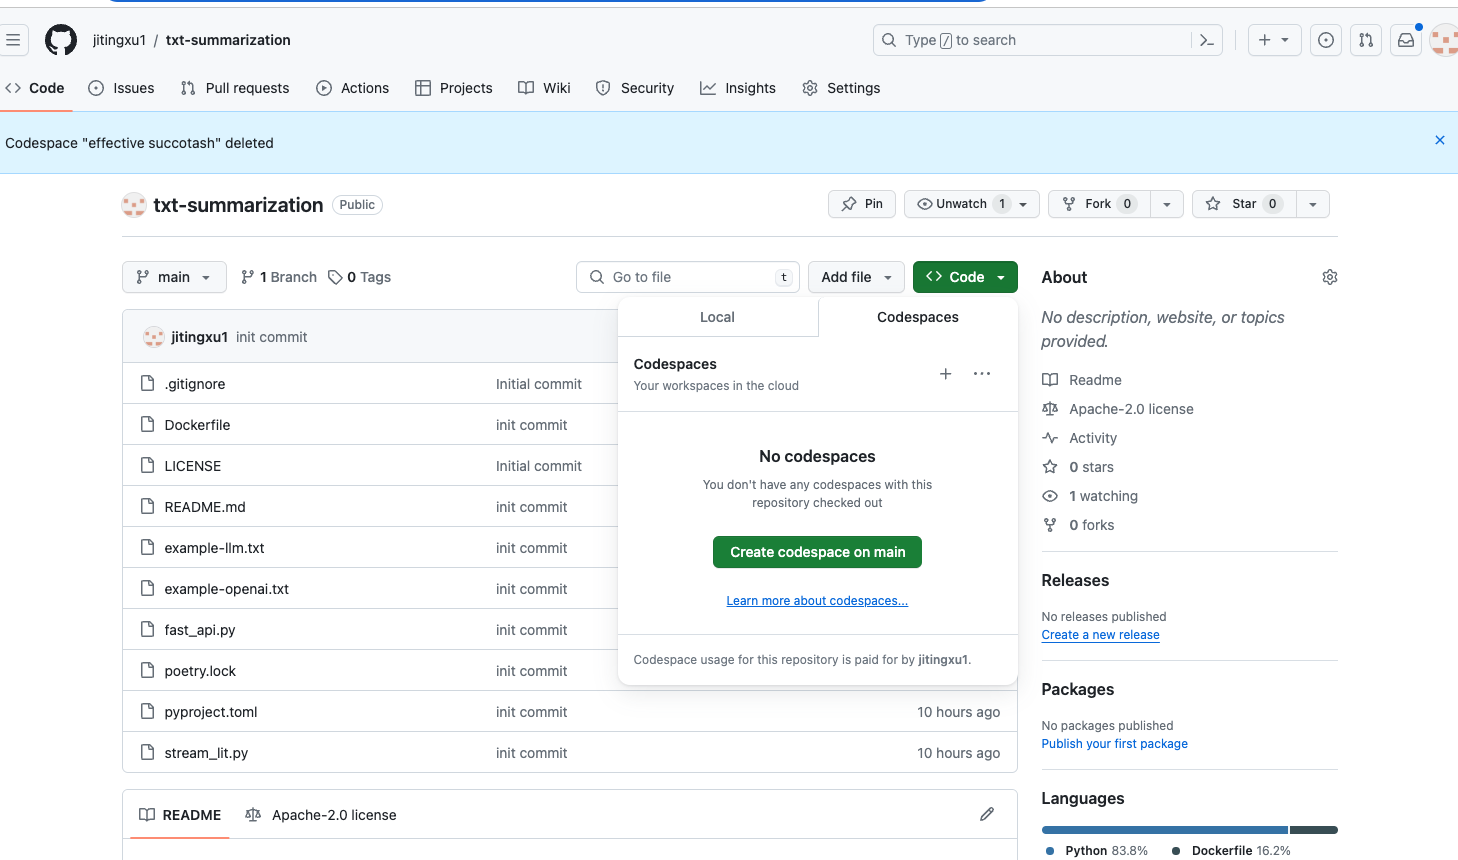 jitingxu1 / txt-summarization
Type / to search
Code
Issues
Pull requests
Actions
Projects
Wiki
Security
Insights
Settings
Codespace "effective succotash" deleted
txt-summarization
Public
Pin
Unwatch 1
Fork 0
Star 0
main
1 Branch
0 Tags
Go to file
t
Add file
Code
Local
Codespaces
Codespaces
Your workspaces in the cloud
No codespaces
You don't have any codespaces with this
repository checked out
Create codespace on main
Learn more about codespaces...
Codespace usage for this repository is paid for by jitingxu1.
jitingxu1 init commit
.gitignore Initial commit
Dockerfile init commit
LICENSE Initial commit
README.md init commit
example-llm.txt init commit
example-openai.txt init commit
fast_api.py init commit
poetry.lock init commit
pyproject.toml init commit 10 hours ago
stream_lit.py init commit 10 hours ago
README
Apache-2.0 license
About
No description, website, or topics
provided.
Readme
Apache-2.0 license
Activity
0 stars
1 watching
0 forks
Releases
No releases published
Create a new release
Packages
No packages published
Publish your first package
Languages
Python 83.8%
Dockerfile 16.2%